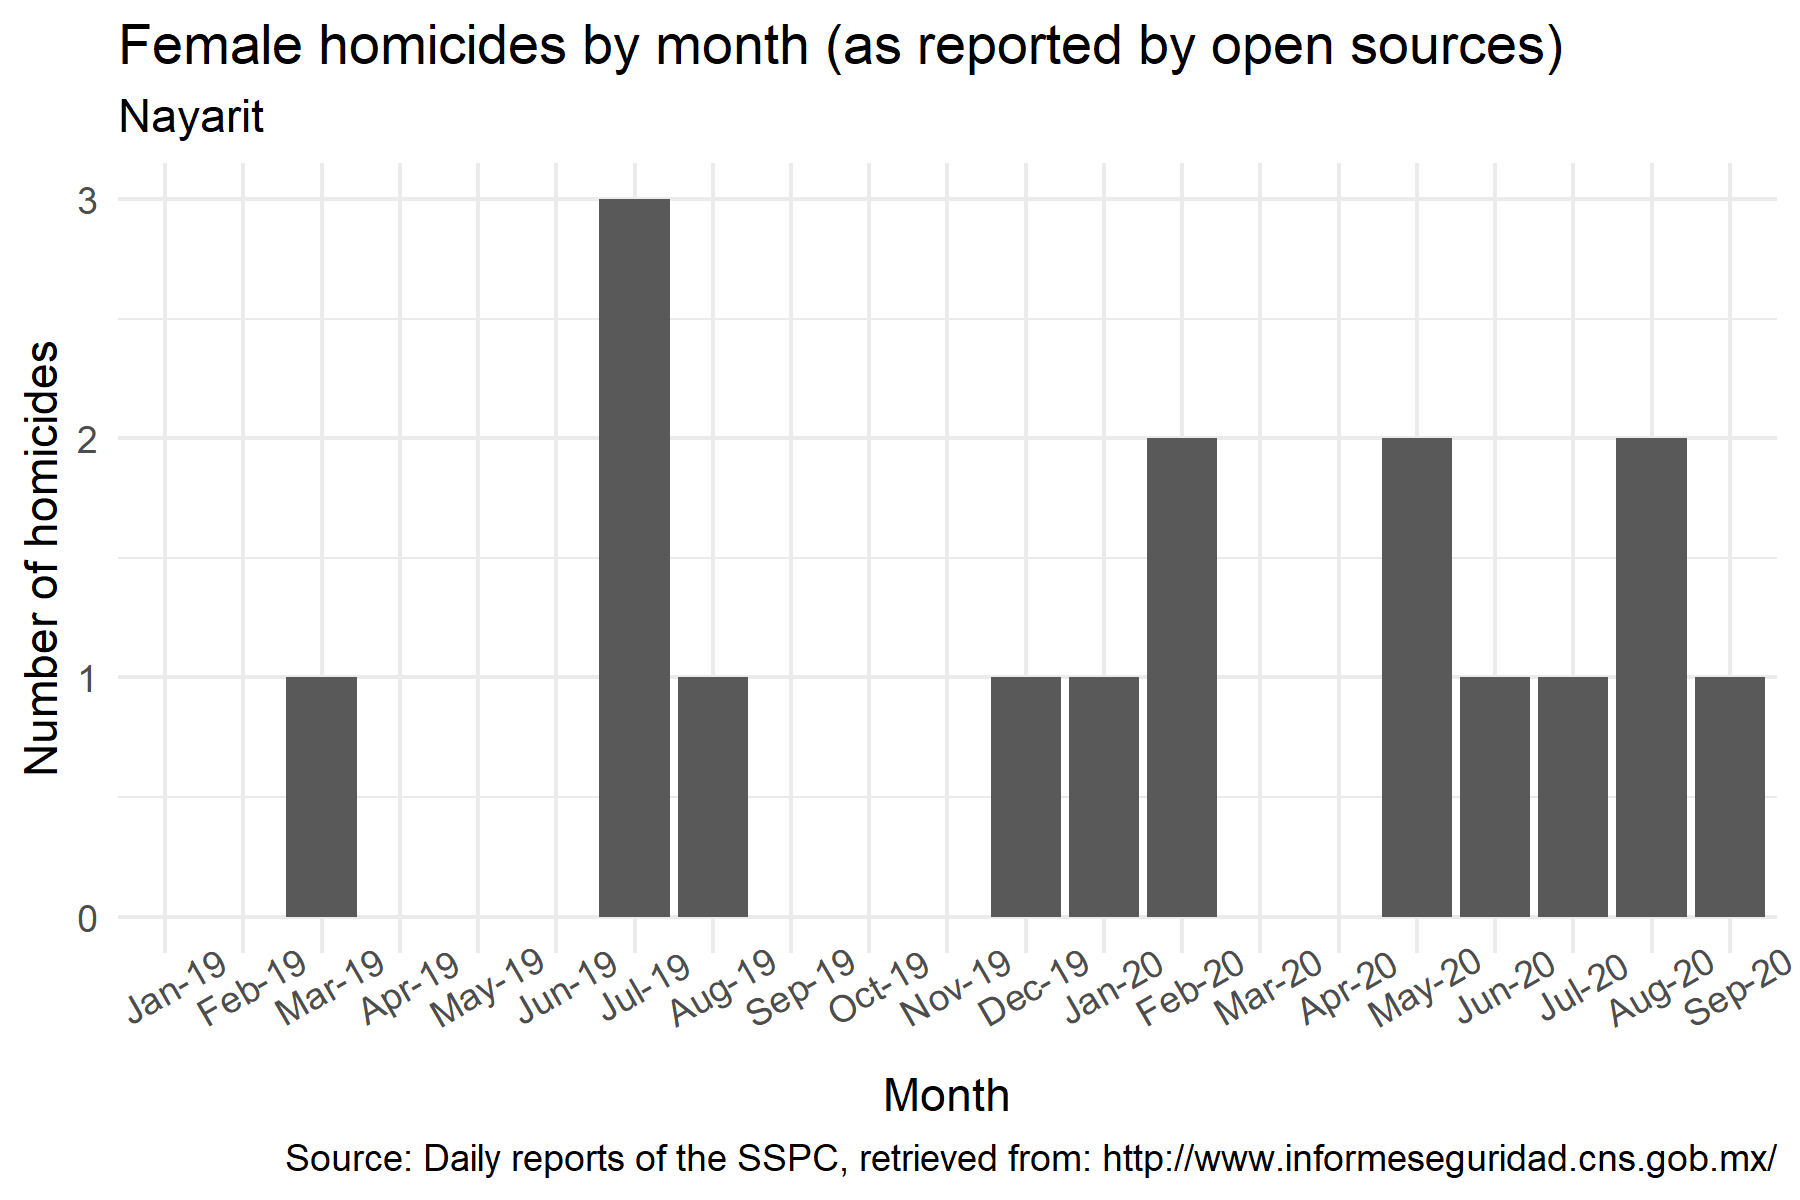 Female homicides by month (as reported by open sources)
Nayarit
Number of homicides
3
2
1
0
Jan-19
Feb-19
Mar-19
Apr-19
May-19
Jun-19
Jul-19
Aug-19
Sep-19
Oct-19
Nov-19
Dec-19
Jan-20
Feb-20
Mar-20
Apr-20
May-20
Jun-20
Jul-20
Aug-20
Sep-20
Month
Source: Daily reports of the SSPC, retrieved from: http://www.informeseguridad.cns.gob.mx/